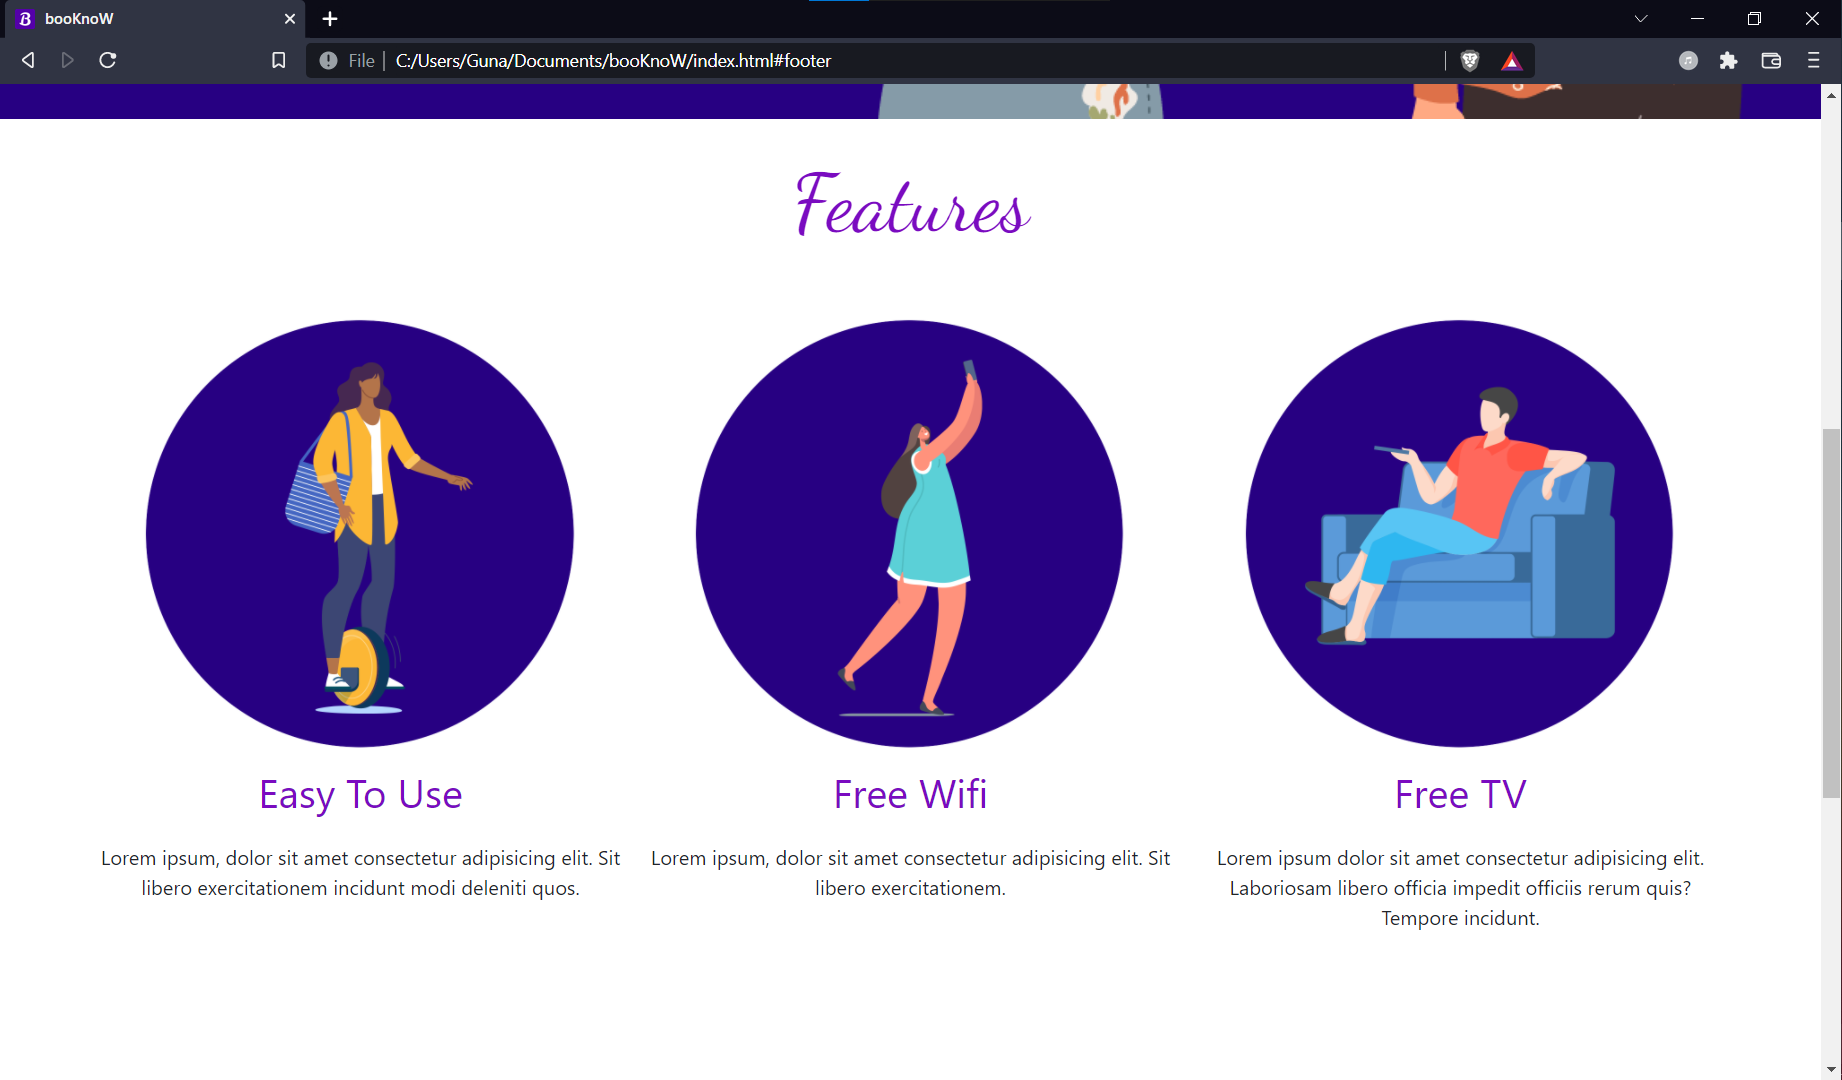 booKnoW
File
C:/Users/Guna/Documents/booKnoW/index.html#footer
Features
Easy To Use
Lorem ipsum, dolor sit amet consectetur adipisicing elit. Sit
libero exercitationem incidunt modi deleniti quos.
Free Wifi
Lorem ipsum, dolor sit amet consectetur adipisicing elit. Sit
libero exercitationem.
Free TV
Lorem ipsum dolor sit amet consectetur adipisicing elit.
Laboriosam libero officia impedit officiis rerum quis?
Tempore incidunt.